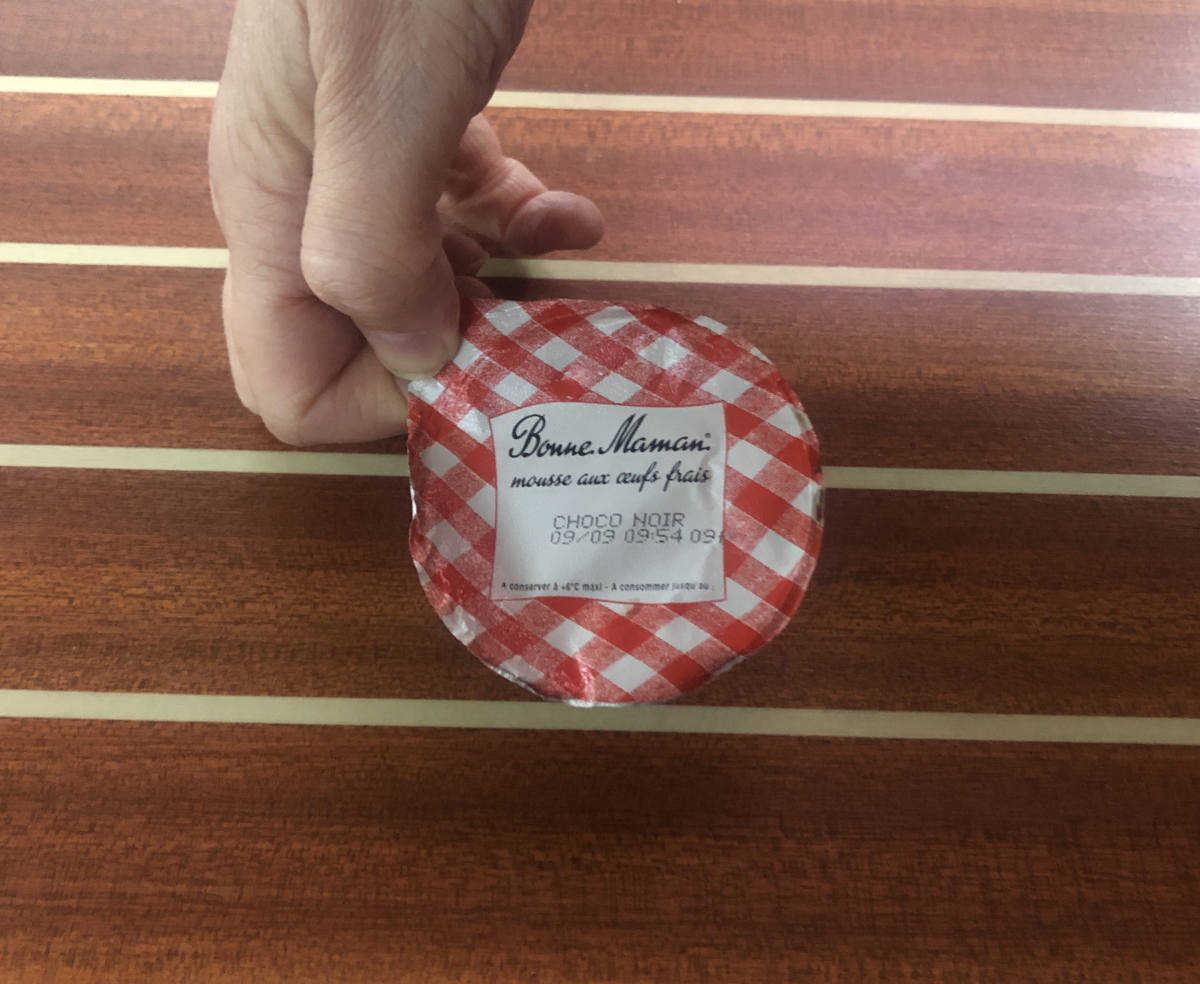 Bonne Maman
mousse aux œufs frais
CHOCO NOIR
09/09 09:54
A conserver à +6°C maxi - A consommer jusqu'au :